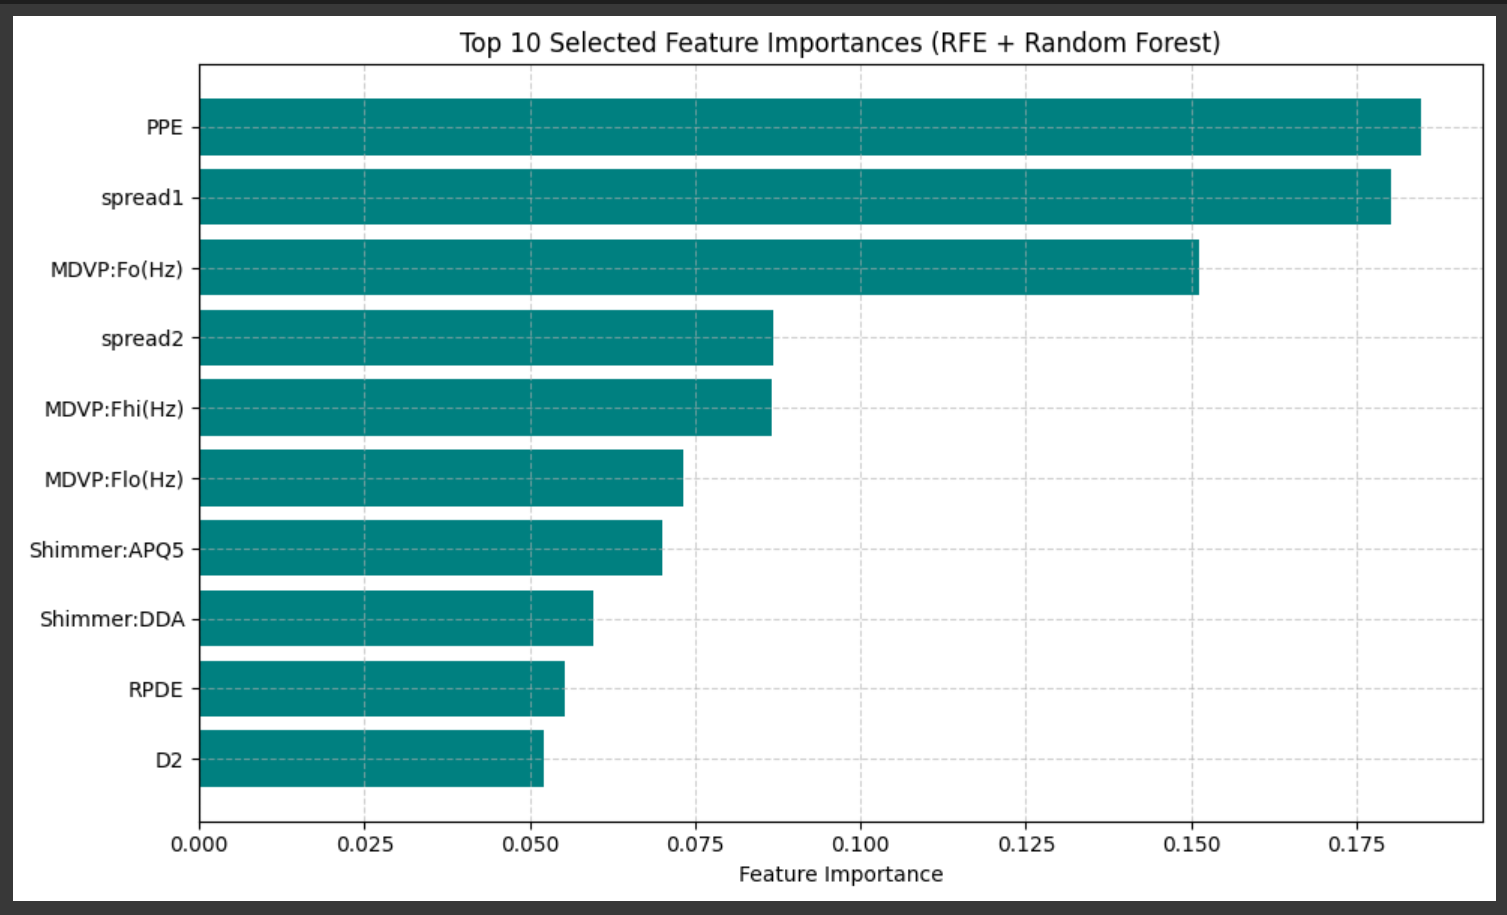 Top 10 Selected Feature Importances (RFE + Random Forest)
PPE
spread1
MDVP:Fo(Hz)
spread2
MDVP:Fhi(Hz)
MDVP:Flo(Hz)
Shimmer:APQ5
Shimmer:DDA
RPDE
D2
0.000 0.025 0.050 0.075 0.100 0.125 0.150 0.175
Feature Importance